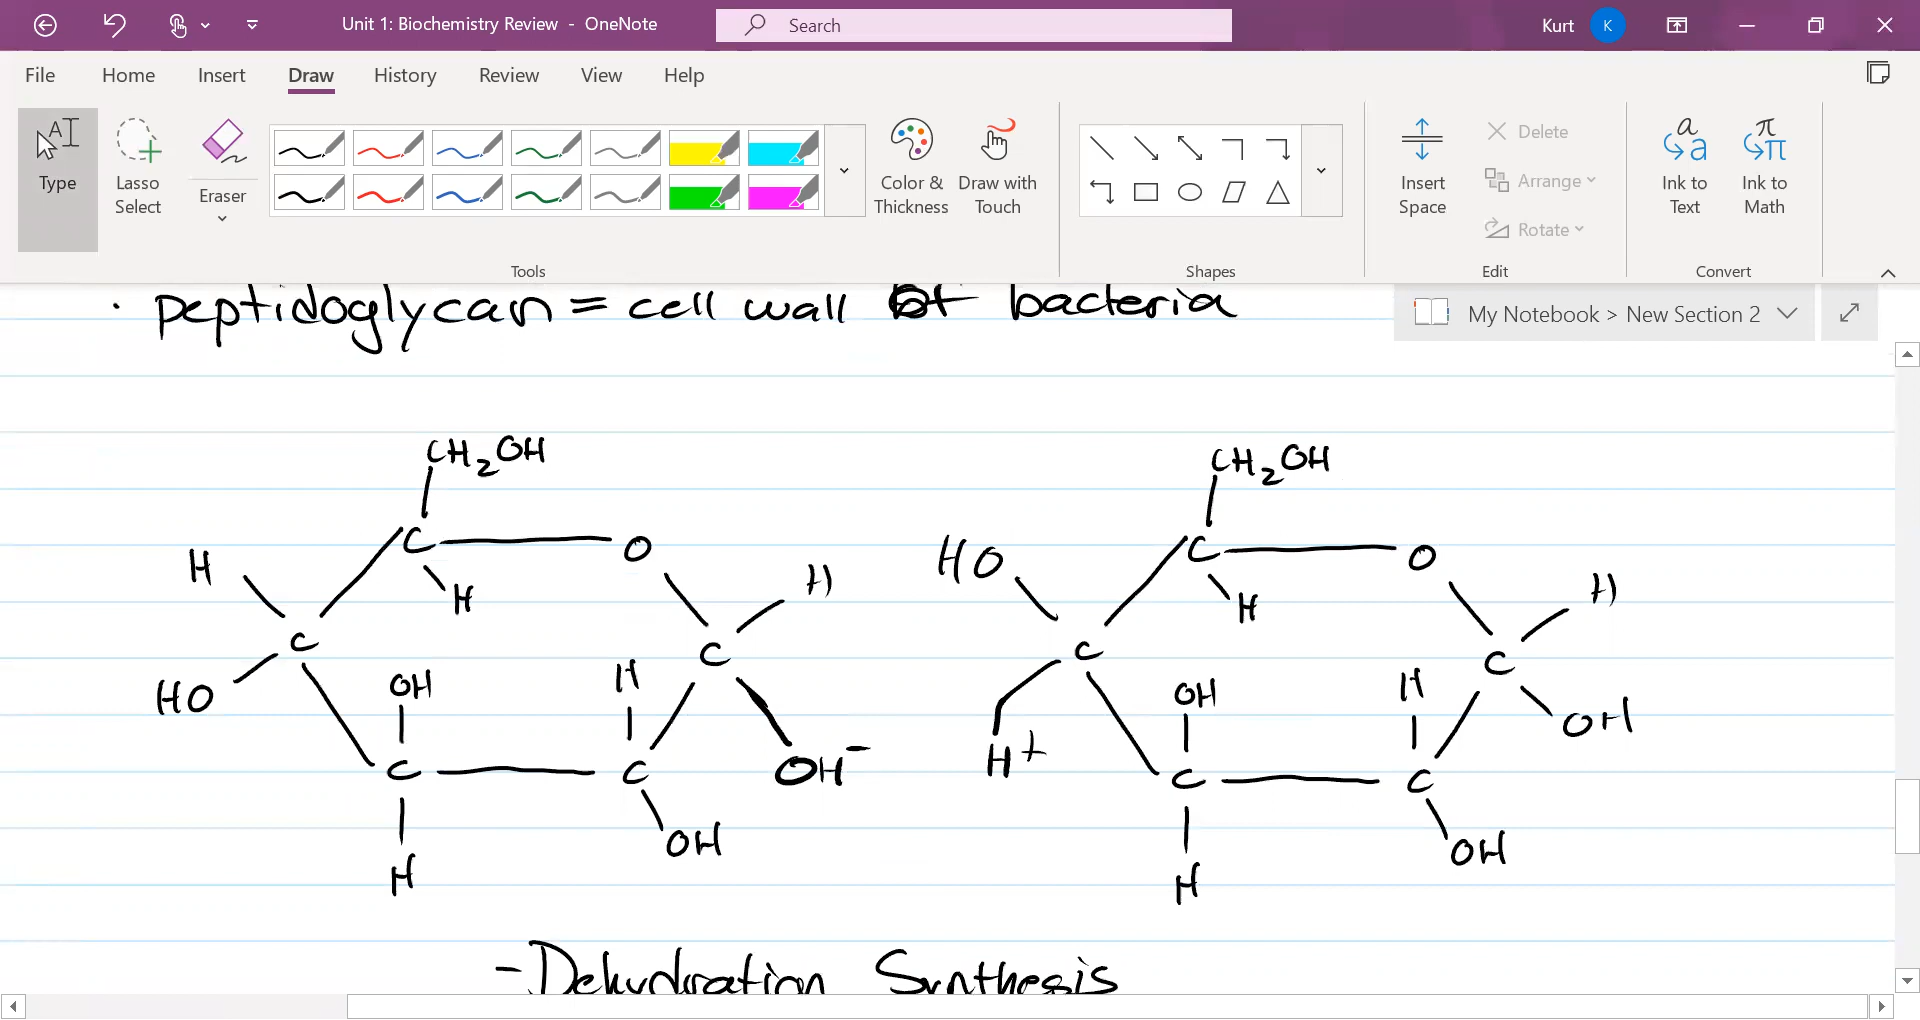 Unit 1: Biochemistry Review - OneNote
Search
Kurt
K
File Home Insert Draw History Review View Help
Type
Lasso Select
Eraser
Color & Thickness
Draw with Touch
Insert Space
Delete
Arrange
Rotate
a
a
Ink to Text
π
π
Ink to Math
Tools
Shapes
Edit
Convert
My Notebook > New Section 2
· peptidoglycan = cell wall of bacteria
CH2OH CH2OH
H C O H HO C O H
H H
C C C C
HO OH H OH H OH
C C OH- H+ C C
OH OH
H H
- Dehydration Synthesis